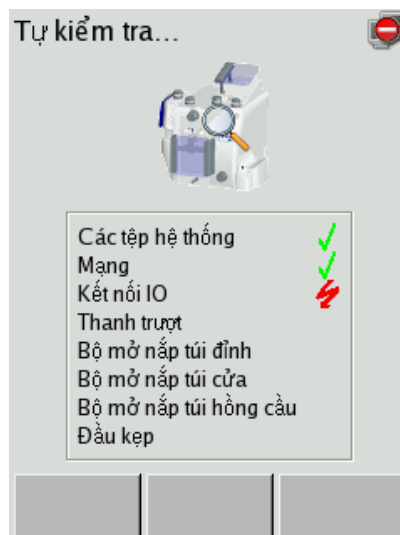 Tự kiểm tra...
Các tệp hệ thống
Mạng
Kết nối IO
Thanh trượt
Bộ mở nắp túi đỉnh
Bộ mở nắp túi cửa
Bộ mở nắp túi hồng cầu
Đầu kẹp